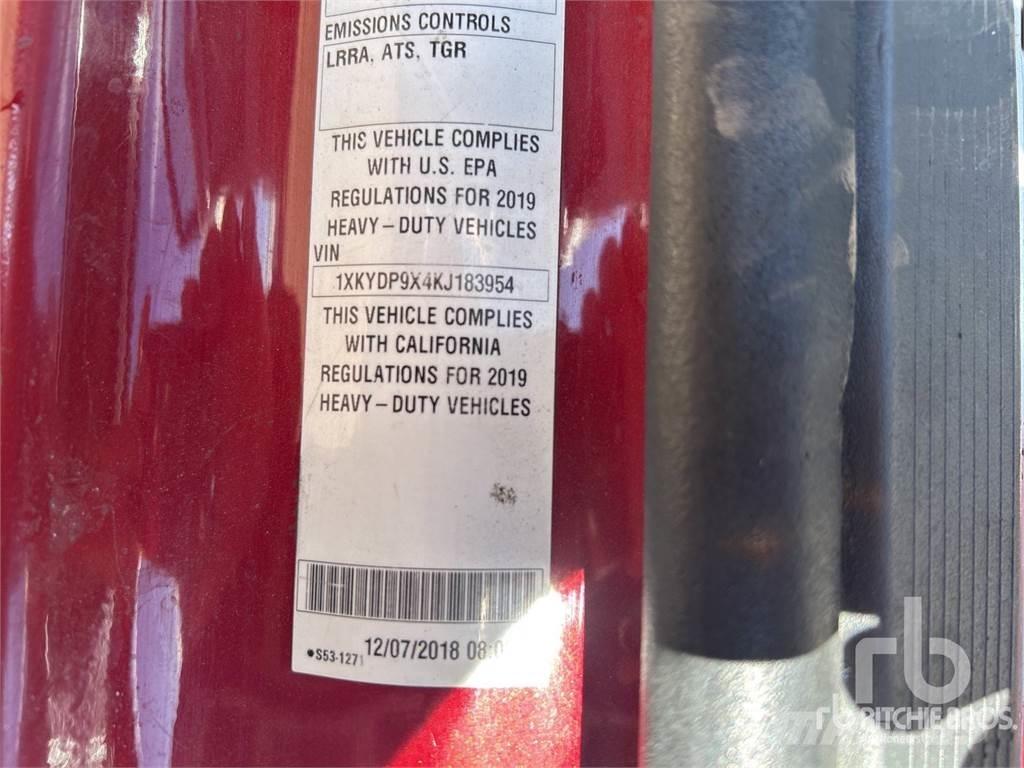 EMISSIONS CONTROLS
LRRA, ATS, TGR
THIS VEHICLE COMPLIES
WITH U.S. EPA
REGULATIONS FOR 2019
HEAVY-DUTY VEHICLES
VIN
1XKYDP9X4KJ183954
THIS VEHICLE COMPLIES
WITH CALIFORNIA
REGULATIONS FOR 2019
HEAVY-DUTY VEHICLES
•S53-1271 12/07/2018
rb
RITCHIE BROS.